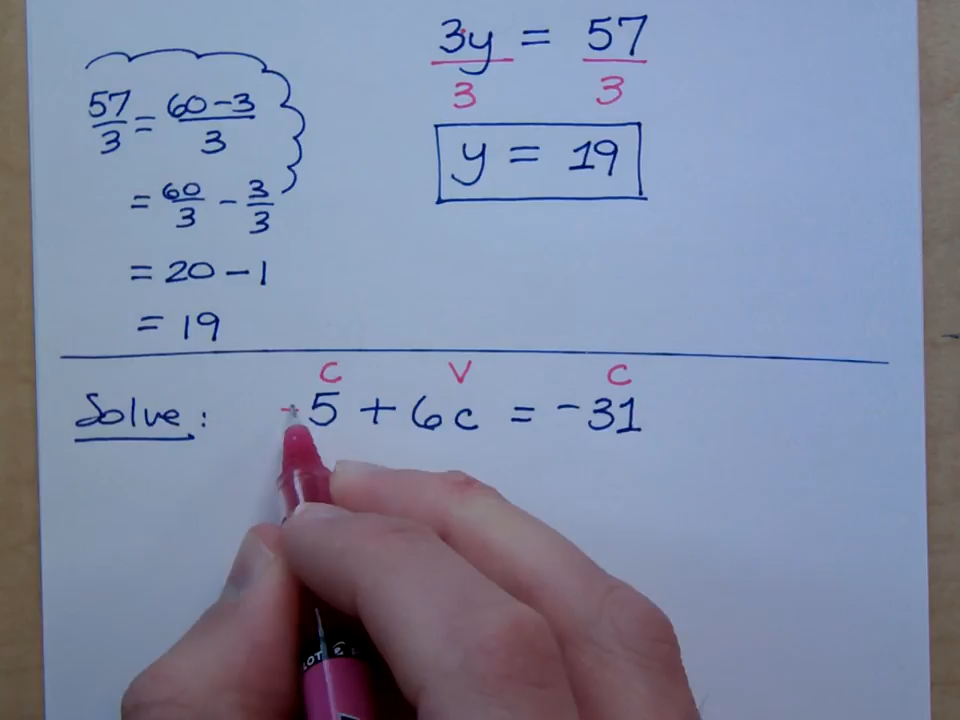 3y = 57
3 3
y = 19
57/3 = 60-3/3
= 60/3 - 3/3
= 20 - 1
= 19
C V C
Solve: +5 + 6c = -31
LOT